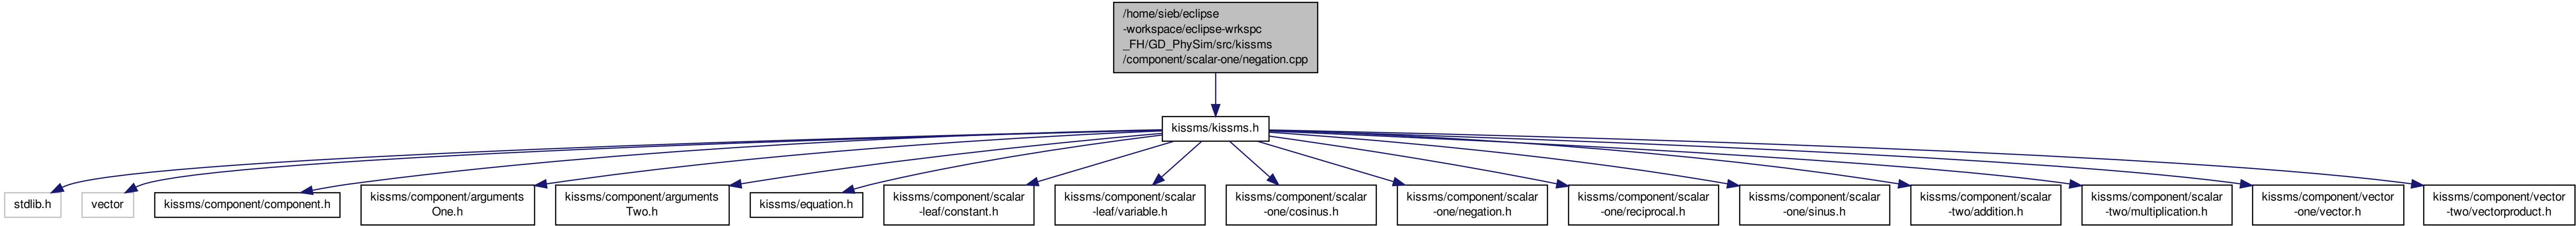 /home/sieb/eclipse
-workspace/eclipse-wrkspc
_FH/GD_PhySim/src/kissms
/component/scalar-one/negation.cpp
kissms/kissms.h
stdlib.h
vector
kissms/component/component.h
kissms/component/arguments
One.h
kissms/component/arguments
Two.h
kissms/equation.h
kissms/component/scalar
-leaf/constant.h
kissms/component/scalar
-leaf/variable.h
kissms/component/scalar
-one/cosinus.h
kissms/component/scalar
-one/negation.h
kissms/component/scalar
-one/reciprocal.h
kissms/component/scalar
-one/sinus.h
kissms/component/scalar
-two/addition.h
kissms/component/scalar
-two/multiplication.h
kissms/component/vector
-one/vector.h
kissms/component/vector
-two/vectorproduct.h